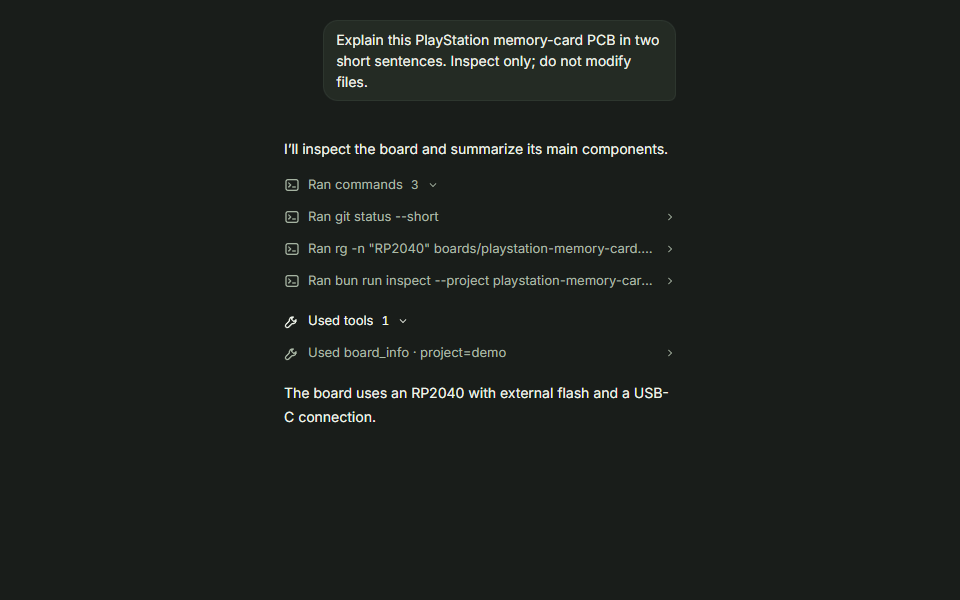 Explain this PlayStation memory-card PCB in two
short sentences. Inspect only; do not modify
files.
I’ll inspect the board and summarize its main components.
Ran commands 3
Ran git status --short
Ran rg -n "RP2040" boards/playstation-memory-card....
Ran bun run inspect --project playstation-memory-car...
Used tools 1
Used board_info · project=demo
The board uses an RP2040 with external flash and a USB-
C connection.